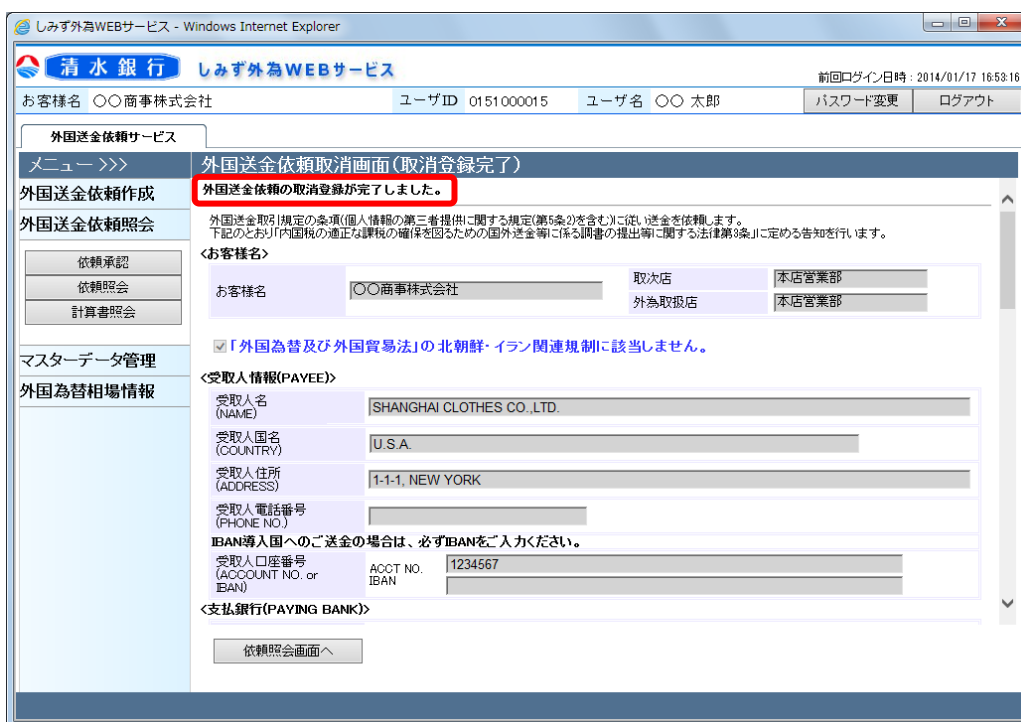 しみず外為WEBサービス - Windows Internet Explorer
清水銀行 しみず外為WEBサービス
前回ログイン日時：2014/01/17 16:53:16
お客様名 〇〇商事株式会社 ユーザID 0151000015 ユーザ名 〇〇 太郎 パスワード変更 ログアウト
外国送金依頼サービス
メニュー >>>
外国送金依頼作成
外国送金依頼照会
依頼承認
依頼照会
計算書照会
マスターデータ管理
外国為替相場情報
外国送金依頼取消画面(取消登録完了)
外国送金依頼の取消登録が完了しました。
外国送金取引規定の条項(個人情報の第三者提供に関する規定(第5条2)を含む)に従い送金を依頼します。
下記のとおり「内国税の適正な課税の確保を図るための国外送金等に係る調書の提出等に関する法律第3条」に定める告知を行います。
<お客様名>
お客様名 〇〇商事株式会社
取次店 本店営業部
外為取扱店 本店営業部
「外国為替及び外国貿易法」の北朝鮮・イラン関連規制に該当しません。
<受取人情報(PAYEE)>
受取人名
(NAME)
SHANGHAI CLOTHES CO.,LTD.
受取人国名
(COUNTRY)
U.S.A.
受取人住所
(ADDRESS)
1-1-1, NEW YORK
受取人電話番号
(PHONE NO.)
IBAN導入国へのご送金の場合は、必ずIBANをご入力ください。
受取人口座番号
(ACCOUNT NO. or
IBAN)
ACCT NO. 1234567
IBAN
<支払銀行(PAYING BANK)>
依頼照会画面へ